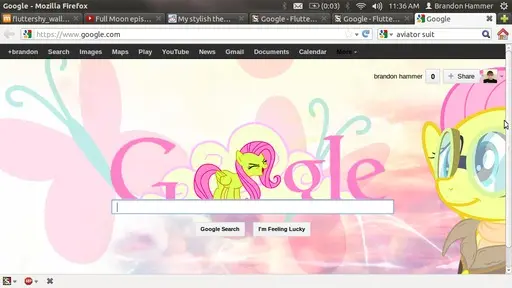 Google - Mozilla Firefox
(0:03)
11:36 AM
Brandon Hammer
fluttershy_wall...
Full Moon epis...
My stylish the...
Google - Flutte...
Google - Flutte...
Google
https://www.google.com
aviator suit
+brandon Search Images Maps Play YouTube News Gmail Documents Calendar More
brandon hammer 0 + Share
Google
Google Search
I'm Feeling Lucky